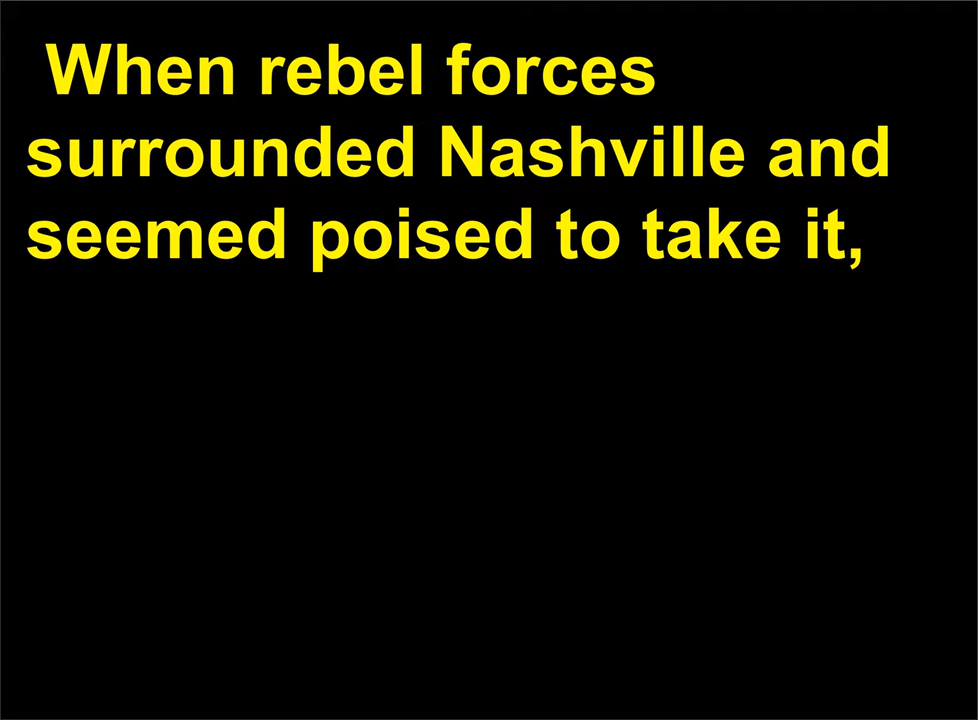 When rebel forces
surrounded Nashville and
seemed poised to take it,